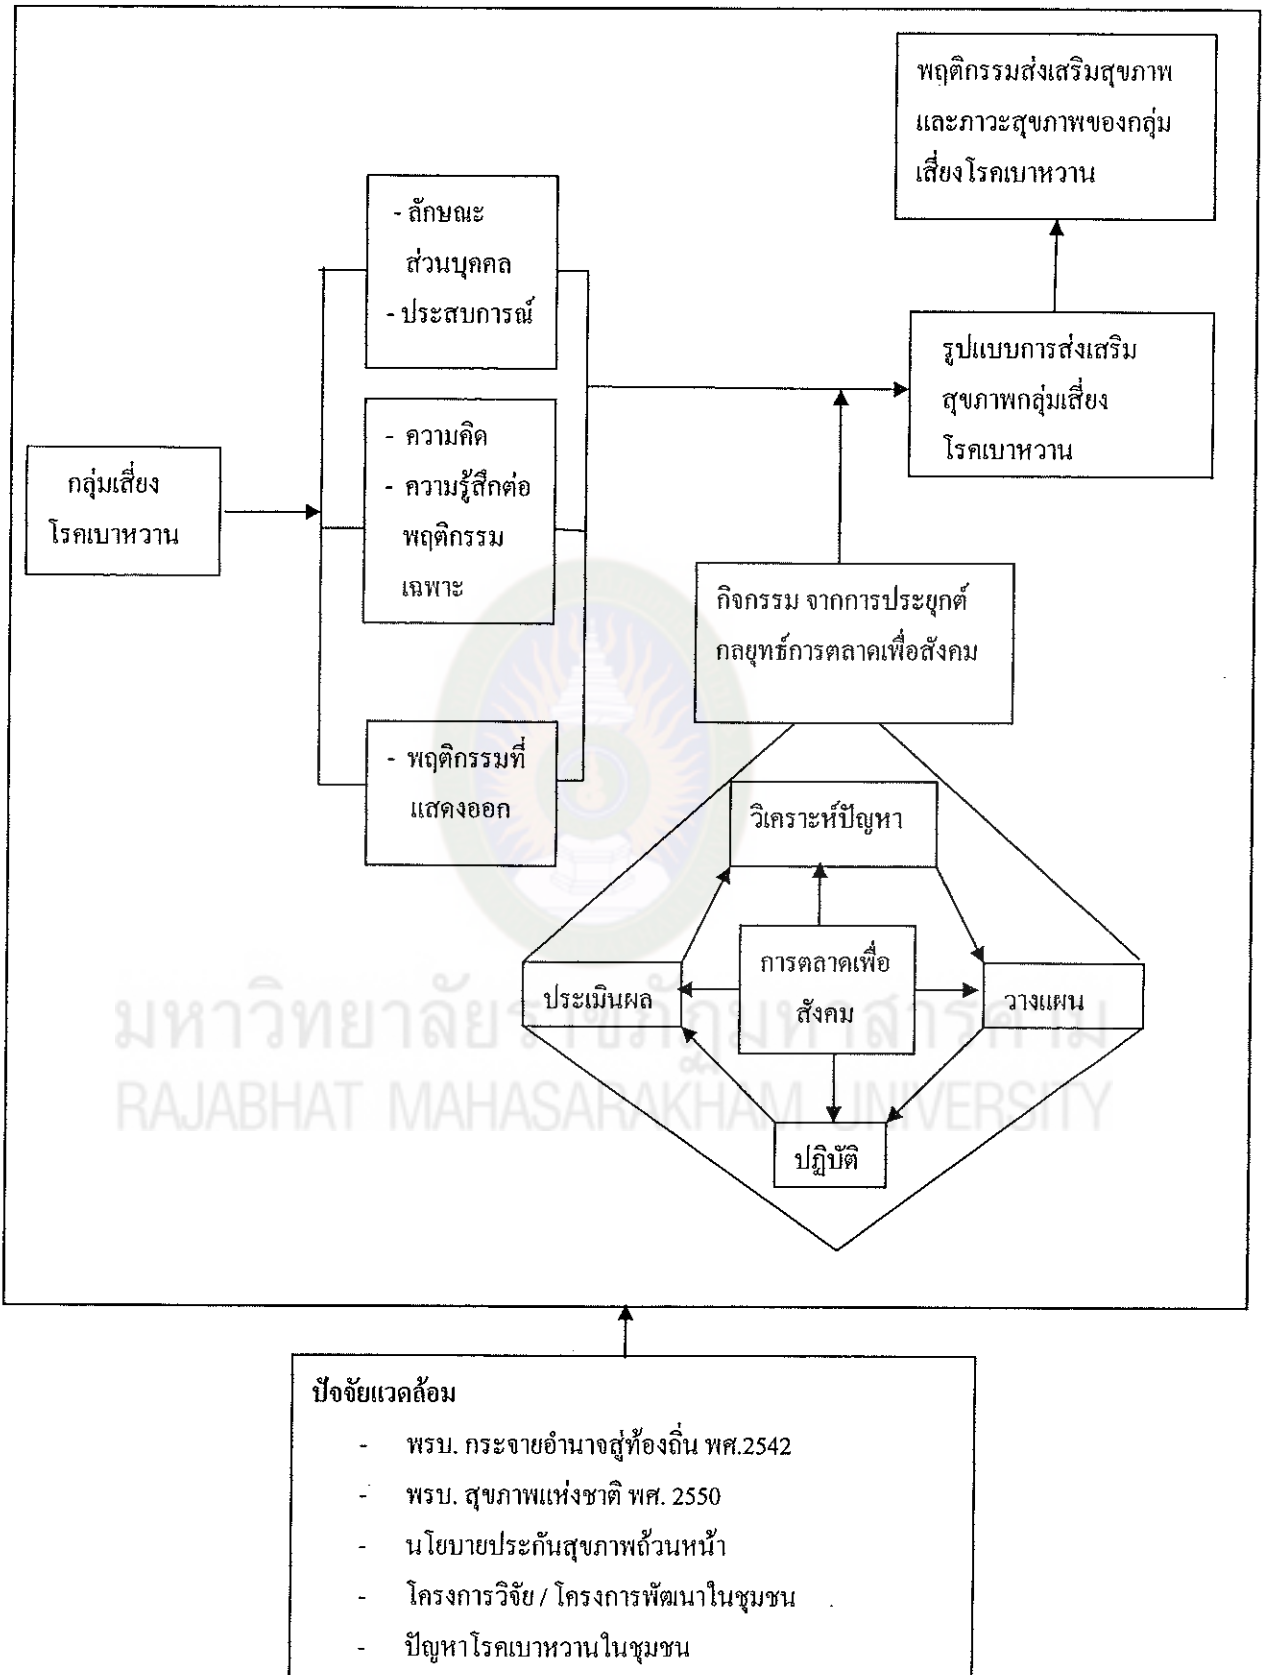 พฤติกรรมส่งเสริมสุขภาพ
และภาวะสุขภาพของกลุ่ม
เสี่ยงโรคเบาหวาน
- ลักษณะ
ส่วนบุคคล
- ประสบการณ์
รูปแบบการส่งเสริม
สุขภาพกลุ่มเสี่ยง
โรคเบาหวาน
- ความคิด
- ความรู้สึกต่อ
พฤติกรรม
เฉพาะ
กลุ่มเสี่ยง
โรคเบาหวาน
กิจกรรม จากการประยุกต์
กลยุทธ์การตลาดเพื่อสังคม
- พฤติกรรมที่
แสดงออก
วิเคราะห์ปัญหา
การตลาดเพื่อ
สังคม
ประเมินผล
วางแผน
ปฏิบัติ
มหาวิทยาลัยราชภัฏมหาสารคาม
RAJABHAT MAHASARAKHAM UNIVERSITY
ปัจจัยแวดล้อม
- พรบ. กระจายอำนาจสู่ท้องถิ่น พศ.2542
- พรบ. สุขภาพแห่งชาติ พศ. 2550
- นโยบายประกันสุขภาพถ้วนหน้า
- โครงการวิจัย / โครงการพัฒนาในชุมชน
- ปัญหาโรคเบาหวานในชุมชน